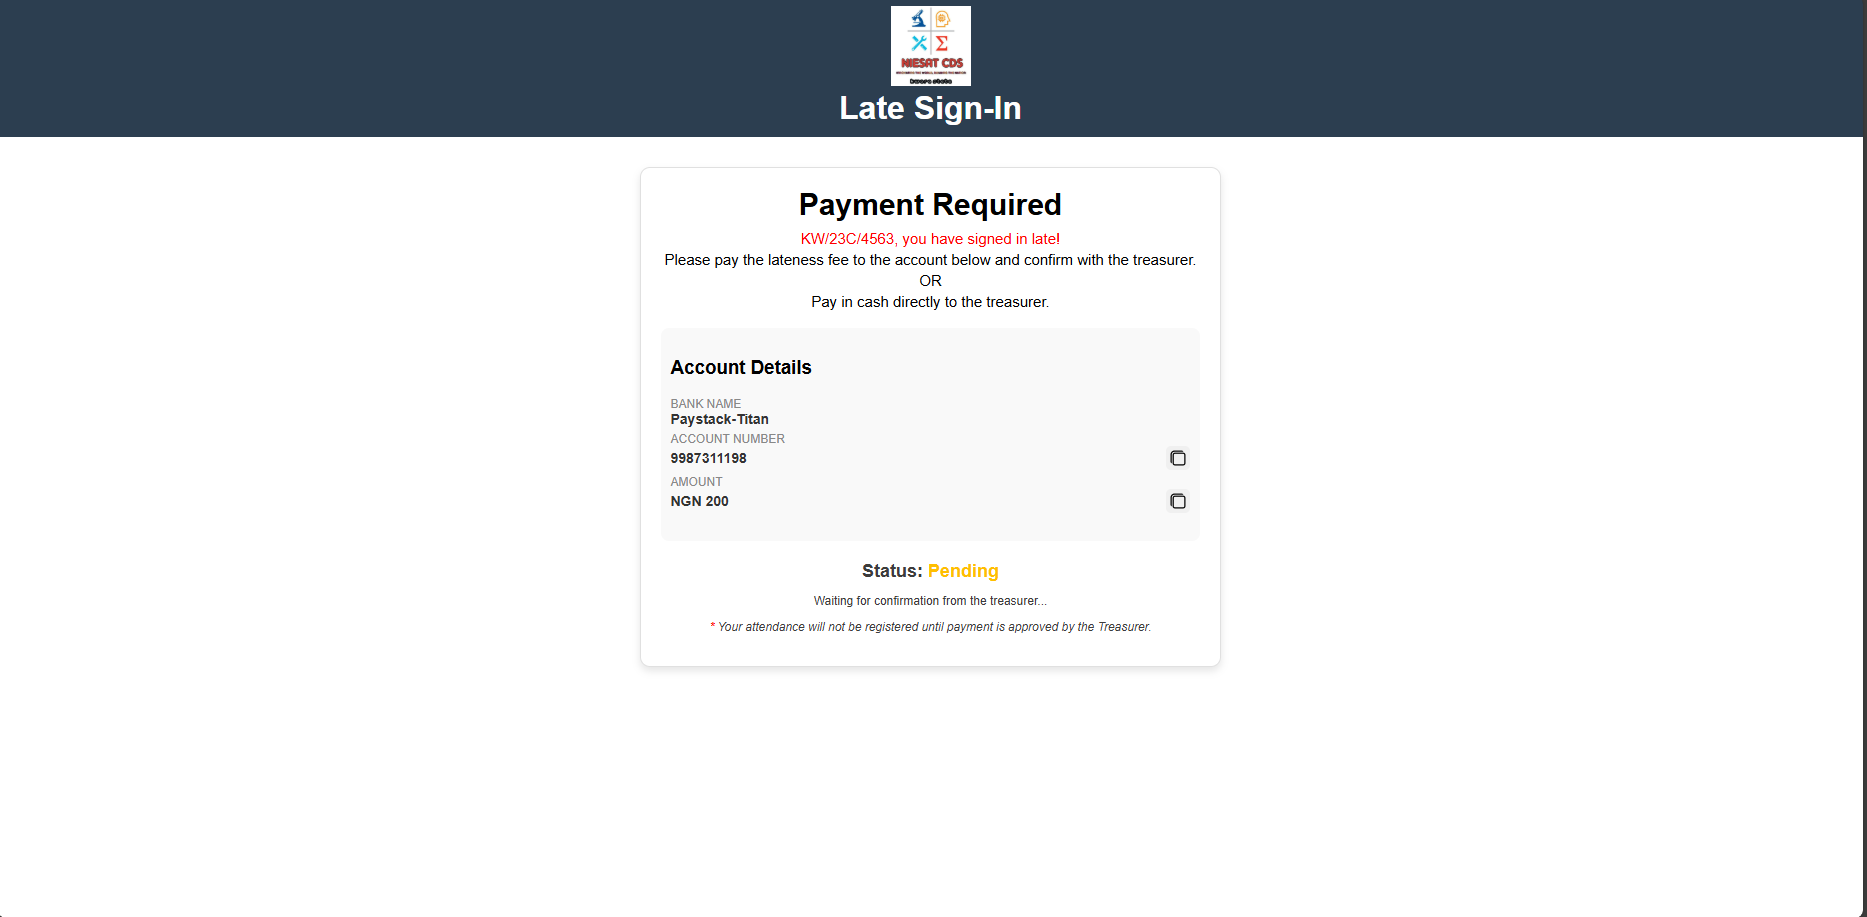 NIESAT CDS
kwara state
Late Sign-In
Payment Required
KW/23C/4563, you have signed in late!
Please pay the lateness fee to the account below and confirm with the treasurer.
OR
Pay in cash directly to the treasurer.
Account Details
BANK NAME
Paystack-Titan
ACCOUNT NUMBER
9987311198
AMOUNT
NGN 200
Status: Pending
Waiting for confirmation from the treasurer...
* Your attendance will not be registered until payment is approved by the Treasurer.